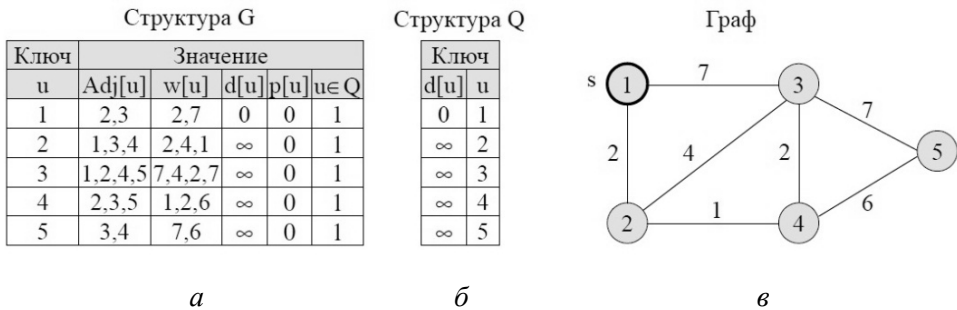 Структура G
Ключ Значение
u Adj[u] w[u] d[u] p[u] u∈Q
1 2,3 2,7 0 0 1
2 1,3,4 2,4,1 ∞ 0 1
3 1,2,4,5 7,4,2,7 ∞ 0 1
4 2,3,5 1,2,6 ∞ 0 1
5 3,4 7,6 ∞ 0 1
а
Структура Q
Ключ
d[u] u
0 1
∞ 2
∞ 3
∞ 4
∞ 5
б
Граф
s 1 7 3
7
2 4 2 5
6
2 1 4
в